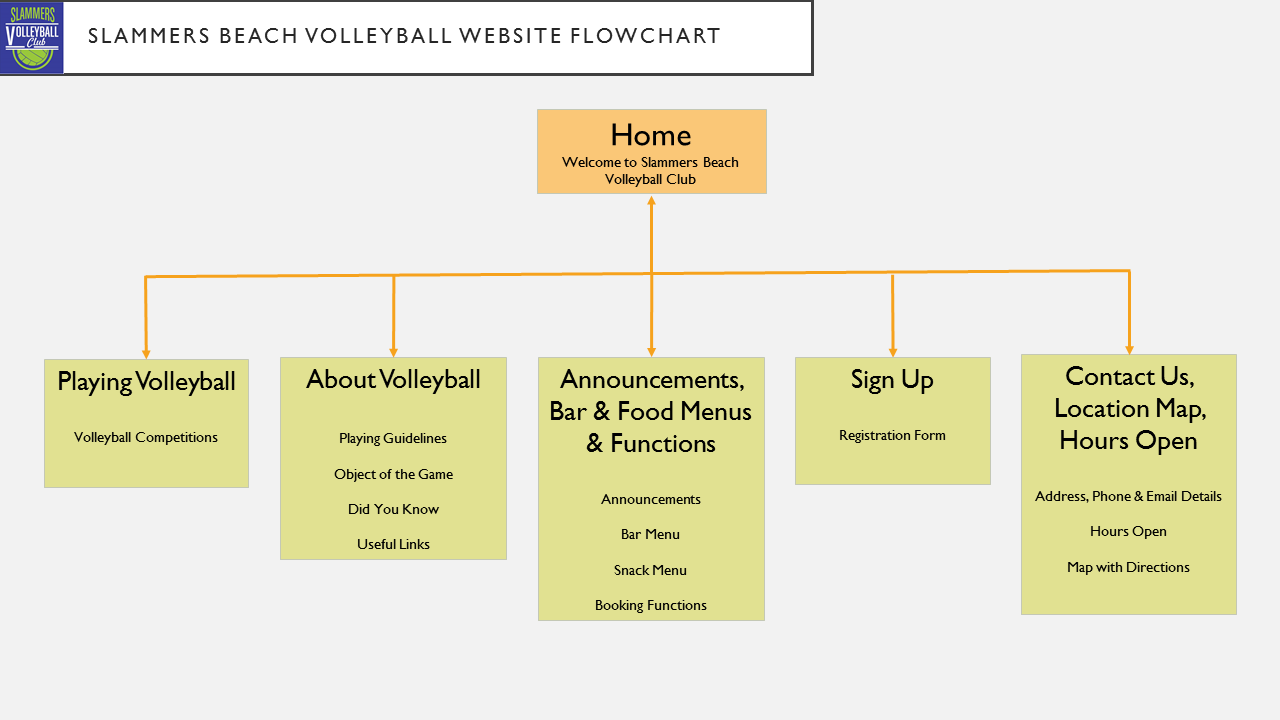 SLAMMERS
VOLLEYBALL
Club
SLAMMERS BEACH VOLLEYBALL WEBSITE FLOWCHART
Home
Welcome to Slammers Beach
Volleyball Club
Playing Volleyball
Volleyball Competitions
About Volleyball
Playing Guidelines
Object of the Game
Did You Know
Useful Links
Announcements,
Bar & Food Menus
& Functions
Announcements
Bar Menu
Snack Menu
Booking Functions
Sign Up
Registration Form
Contact Us,
Location Map,
Hours Open
Address, Phone & Email Details
Hours Open
Map with Directions